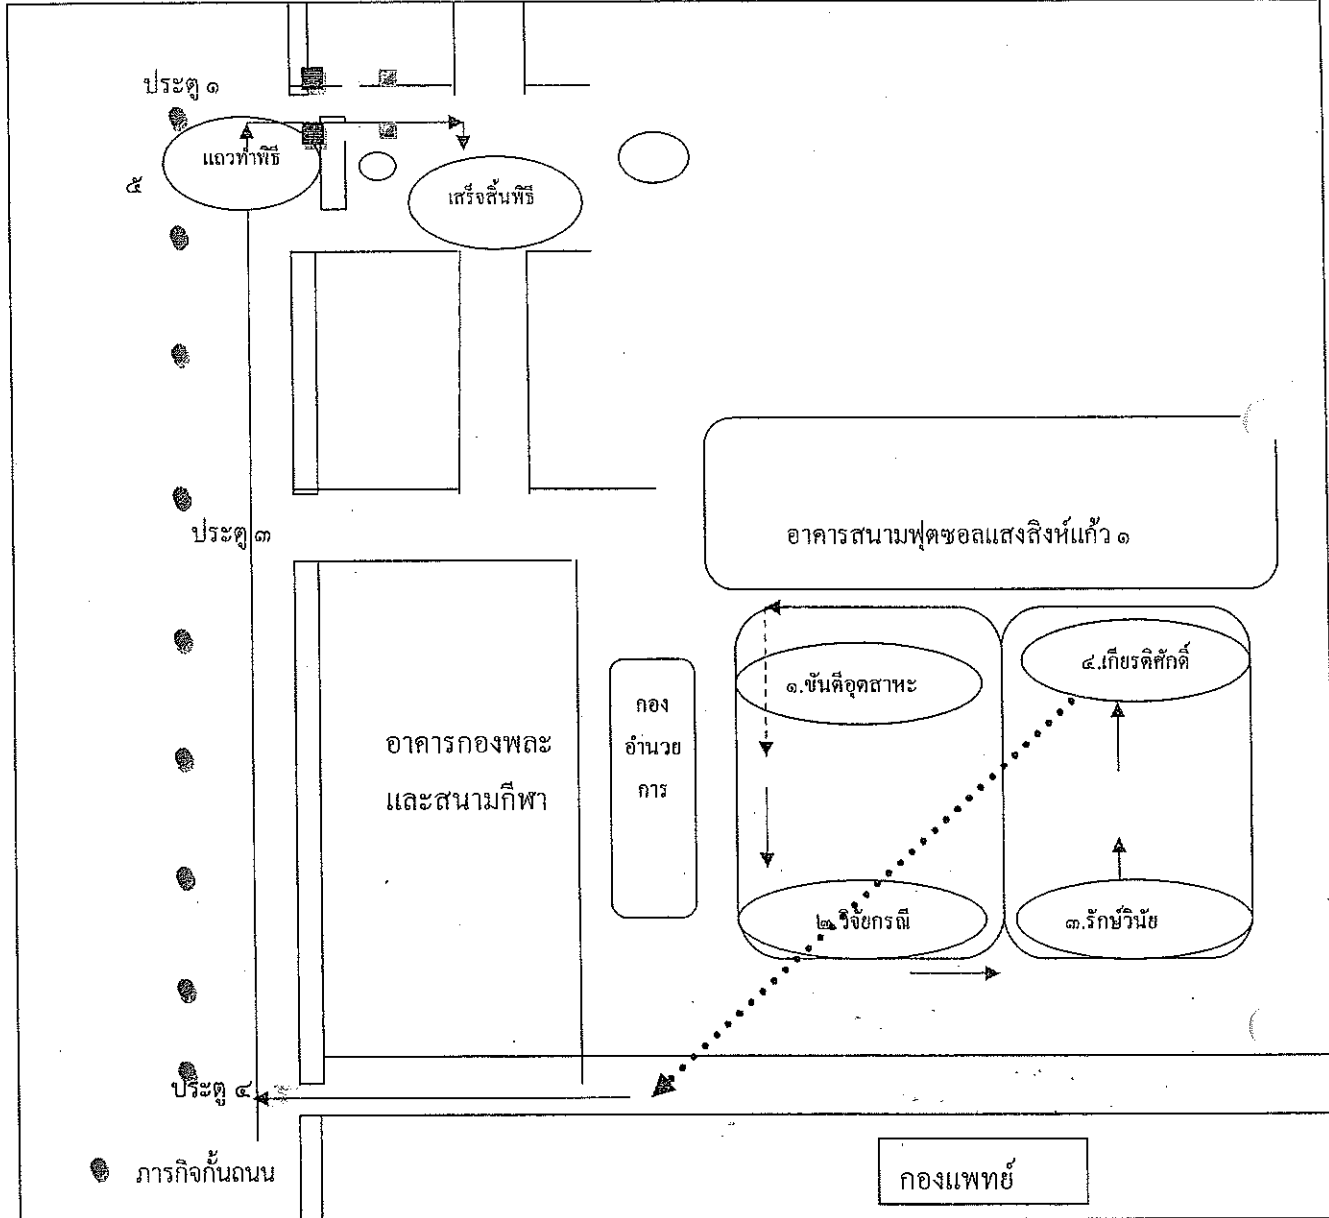 ประตู ๑
แถวทำพิธี
๕
เสร็จสิ้นพิธี
ประตู ๓
อาคารสนามฟุตซอลแสงสิงห์แก้ว ๑
๑.ขันติอุตสาหะ
๔.เกียรติศักดิ์
กอง
อำนวย
การ
อาคารกองพละ
และสนามกีฬา
๒.วิจัยกรณี
๓.รักษ์วินัย
ประตู ๔
ภารกิจกั้นถนน
กองแพทย์